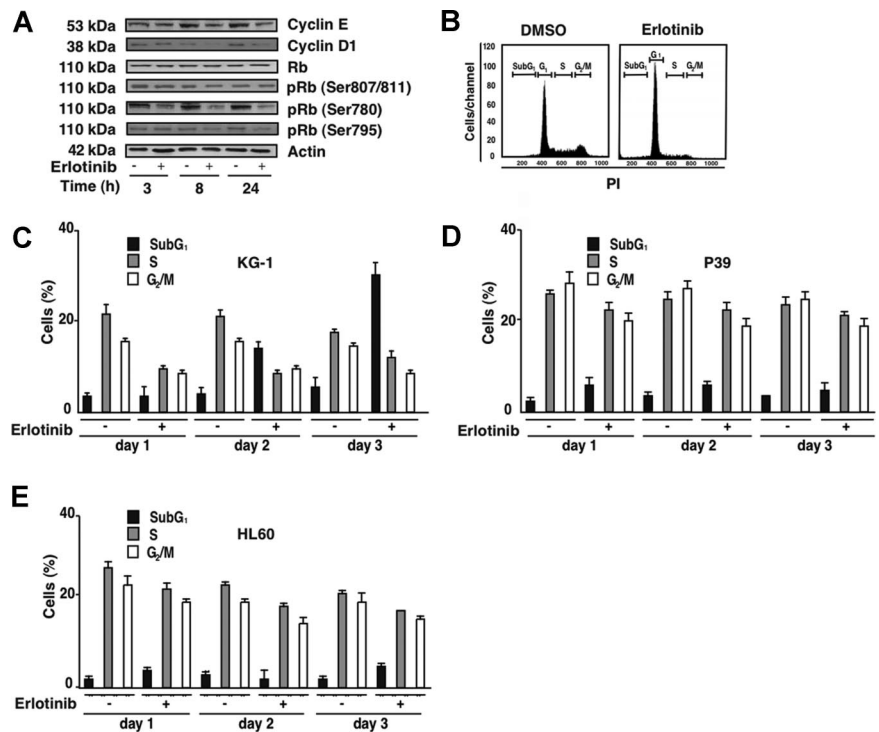 A
53 kDa Cyclin E
38 kDa Cyclin D1
110 kDa Rb
110 kDa pRb (Ser807/811)
110 kDa pRb (Ser780)
110 kDa pRb (Ser795)
42 kDa Actin
Erlotinib - + - + - +
Time (h) 3 8 24
B
DMSO Erlotinib
Cells/channel
120
100
80
60
40
20
0
SubG1 G1 S G2/M
200 400 600 800 1000
SubG1 G1 S G2/M
200 400 600 800 1000
PI
C
KG-1
SubG1
S
G2/M
Cells (%)
40
20
0
Erlotinib - + - + - +
day 1 day 2 day 3
D
P39
SubG1
S
G2/M
Cells (%)
40
20
0
Erlotinib - + - + - +
day 1 day 2 day 3
E
HL60
SubG1
S
G2/M
Cells (%)
40
20
0
Erlotinib - + - + - +
day 1 day 2 day 3